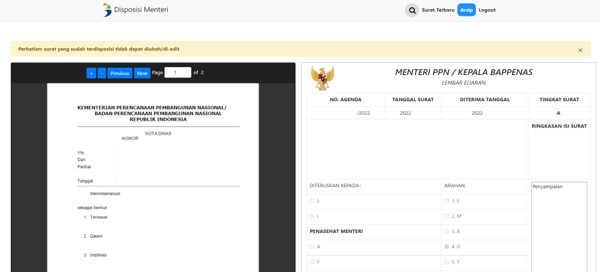 Disposisi Menteri
Surat Terbaru
Arsip
Logout
Perhatian: surat yang sudah terdisposisi tidak dapat diubah/di-edit
×
+ - Previous Next Page 1 of 2
KEMENTERIAN PERENCANAAN PEMBANGUNAN NASIONAL/
BADAN PERENCANAAN PEMBANGUNAN NASIONAL
REPUBLIK INDONESIA
NOTA DINAS
NOMOR
Yth. :
Dari :
Perihal :
Tanggal :
Menindaklanjuti
sebagai berikut:
1. Terdapat
2. Dalam
3. Implikasi
MENTERI PPN / KEPALA BAPPENAS
LEMBAR EDARAN
NO. AGENDA TANGGAL SURAT DITERIMA TANGGAL TINGKAT SURAT
/2022 2022 2022 A
RINGKASAN ISI SURAT
DITERUSKAN KEPADA : ARAHAN
Penyampaian
S
1. E
I
2. M
PENASEHAT MENTERI
3. B
A
4. D
F
5. T